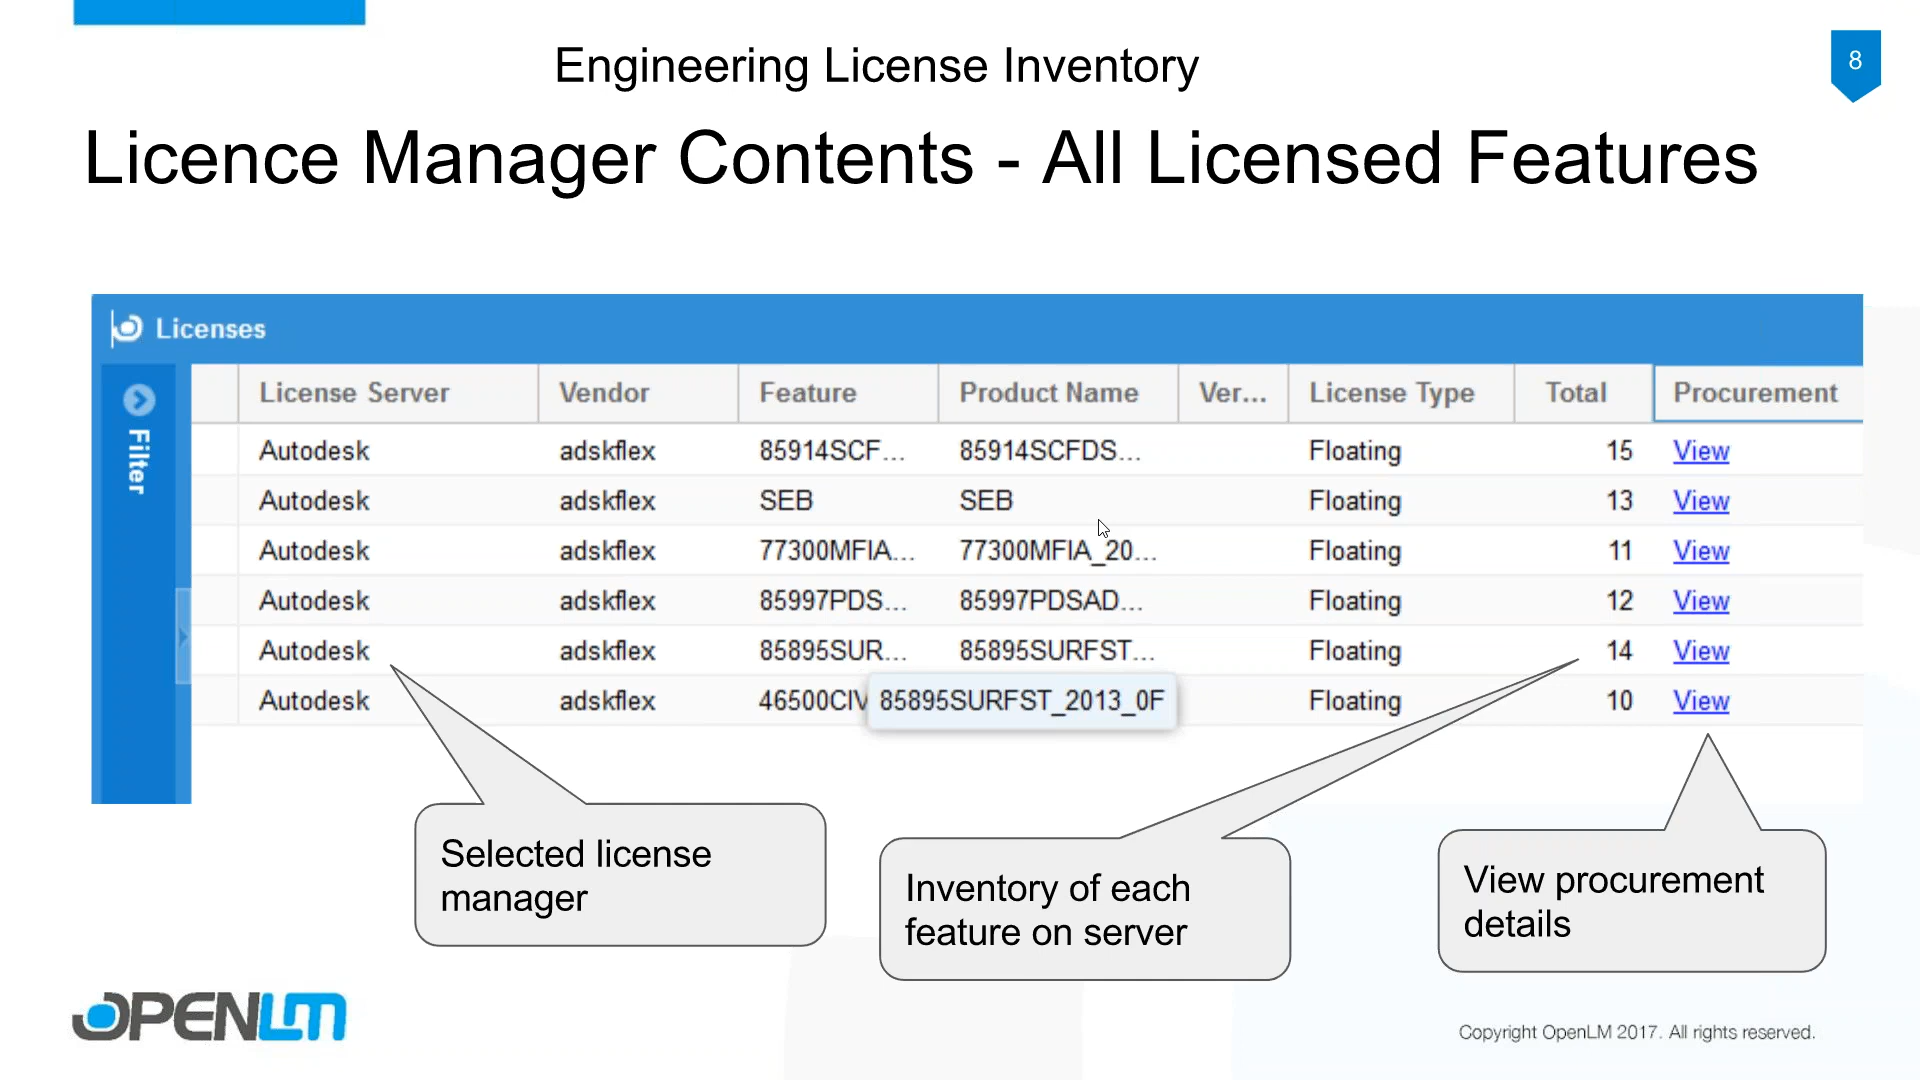 Engineering License Inventory
8
Licence Manager Contents - All Licensed Features
Licenses
Filter
License Server Vendor Feature Product Name Ver... License Type Total Procurement
Autodesk adskflex 85914SCF... 85914SCFDS... Floating 15 View
Autodesk adskflex SEB SEB Floating 13 View
Autodesk adskflex 77300MFIA... 77300MFIA_20... Floating 11 View
Autodesk adskflex 85997PDS... 85997PDSAD... Floating 12 View
Autodesk adskflex 85895SUR... 85895SURFST... Floating 14 View
Autodesk adskflex 46500CIV 85895SURFST_2013_0F Floating 10 View
Selected license
manager
Inventory of each
feature on server
View procurement
details
OPENLM
Copyright OpenLM 2017. All rights reserved.